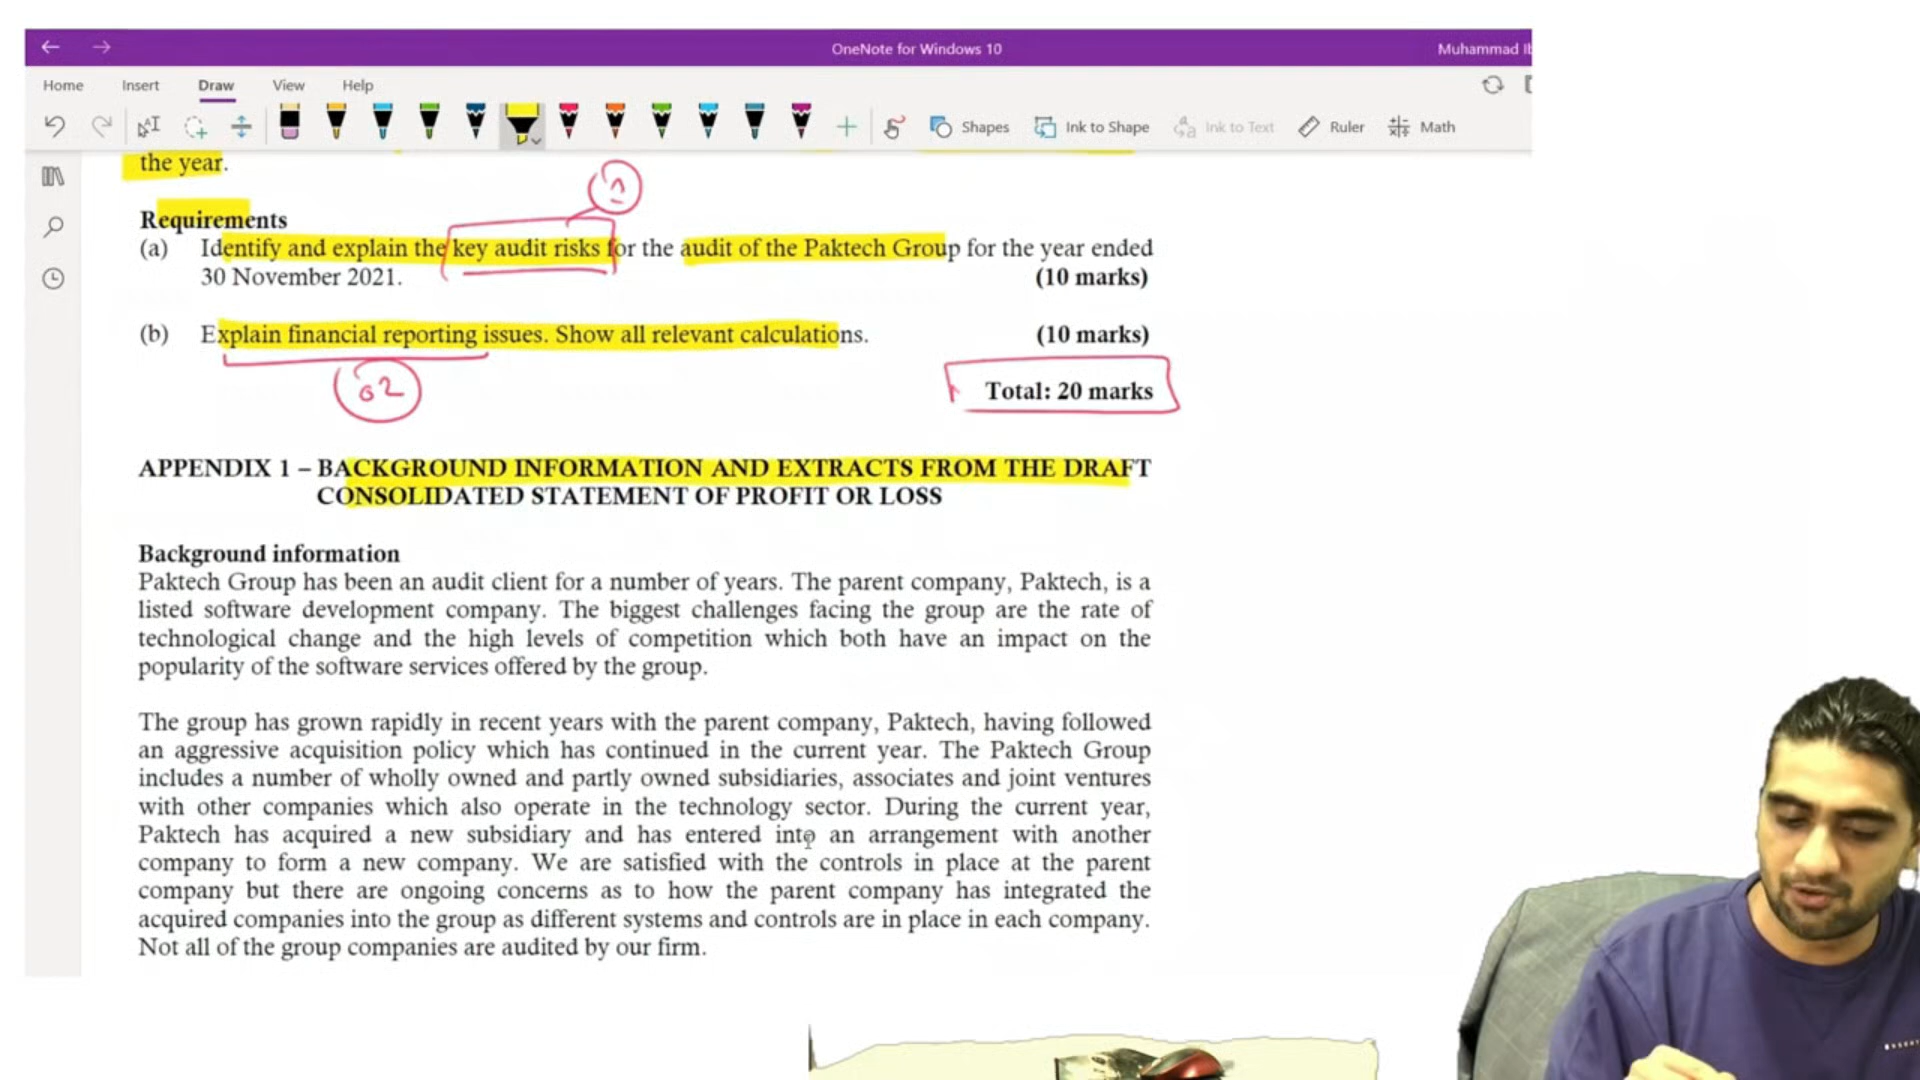 OneNote for Windows 10
Muhammad Ib
Home Insert Draw View Help
Shapes Ink to Shape Ink to Text Ruler Math
the year.
Requirements
(a) Identify and explain the key audit risks for the audit of the Paktech Group for the year ended
30 November 2021. (10 marks)
(b) Explain financial reporting issues. Show all relevant calculations. (10 marks)
02
Total: 20 marks
APPENDIX 1 – BACKGROUND INFORMATION AND EXTRACTS FROM THE DRAFT
CONSOLIDATED STATEMENT OF PROFIT OR LOSS
Background information
Paktech Group has been an audit client for a number of years. The parent company, Paktech, is a
listed software development company. The biggest challenges facing the group are the rate of
technological change and the high levels of competition which both have an impact on the
popularity of the software services offered by the group.
The group has grown rapidly in recent years with the parent company, Paktech, having followed
an aggressive acquisition policy which has continued in the current year. The Paktech Group
includes a number of wholly owned and partly owned subsidiaries, associates and joint ventures
with other companies which also operate in the technology sector. During the current year,
Paktech has acquired a new subsidiary and has entered into an arrangement with another
company to form a new company. We are satisfied with the controls in place at the parent
company but there are ongoing concerns as to how the parent company has integrated the
acquired companies into the group as different systems and controls are in place in each company.
Not all of the group companies are audited by our firm.